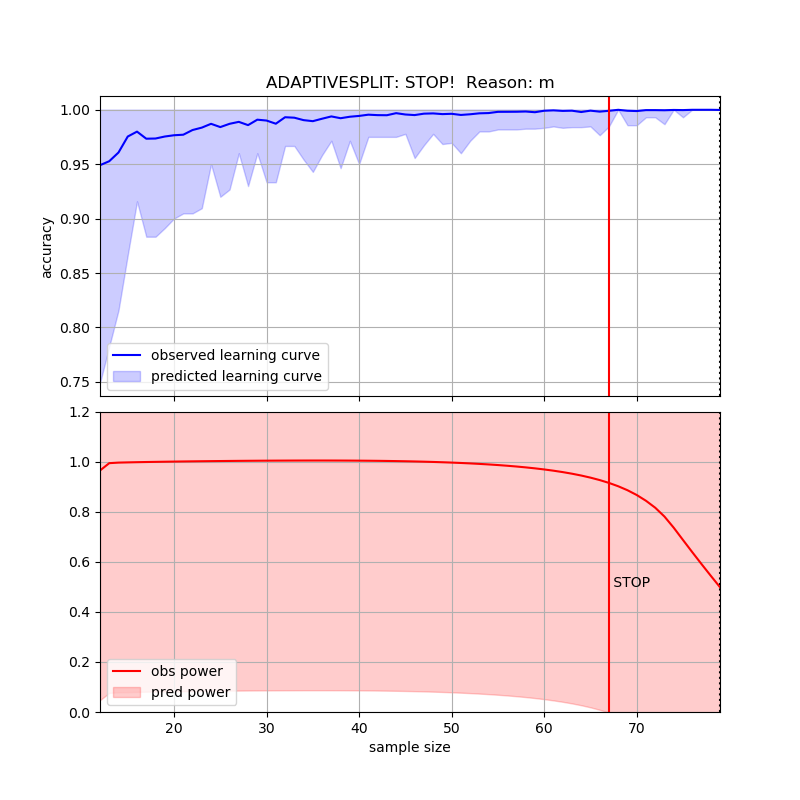 ADAPTIVESPLIT: STOP!  Reason: m
1.00
0.95
0.90
0.85
0.80
0.75
accuracy
observed learning curve
predicted learning curve
1.2
1.0
0.8
0.6
0.4
0.2
0.0
STOP
obs power
pred power
20 30 40 50 60 70
sample size